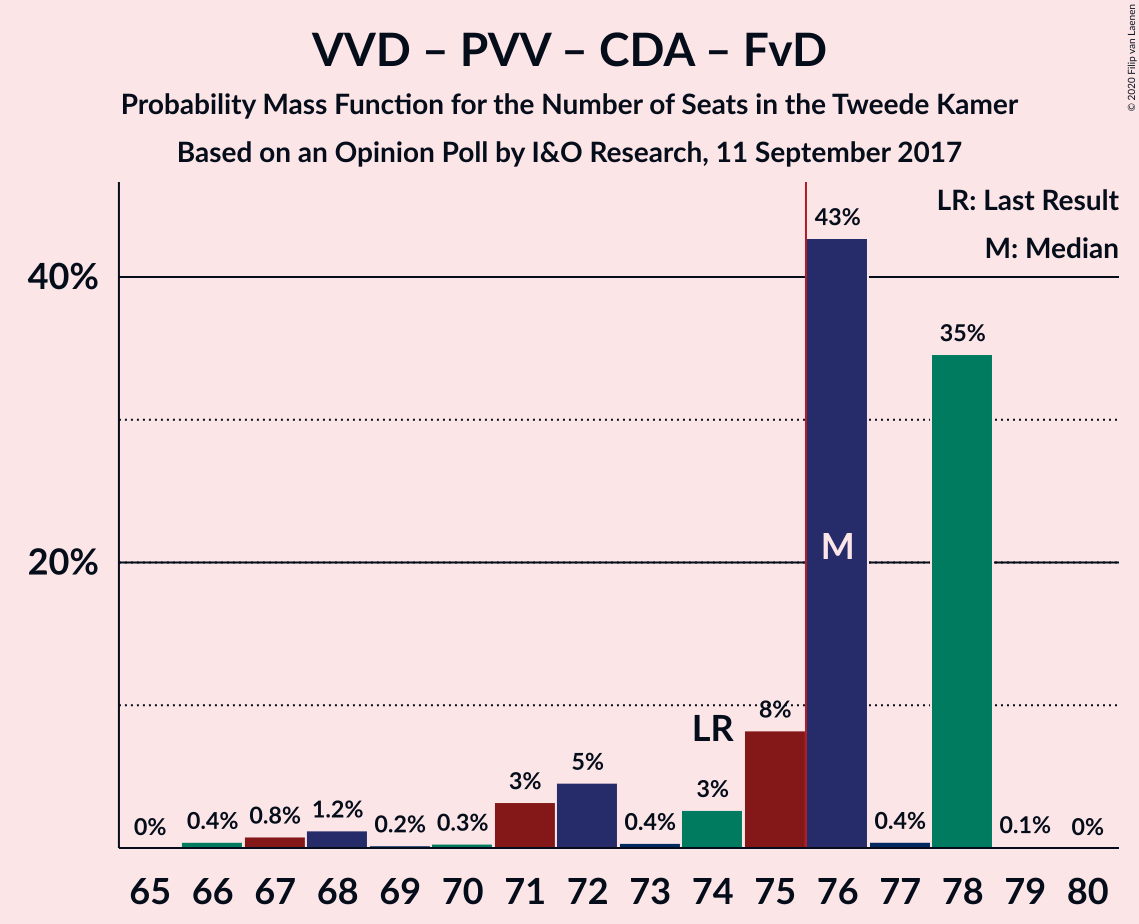 VVD – PVV – CDA – FvD
Probability Mass Function for the Number of Seats in the Tweede Kamer
Based on an Opinion Poll by I&O Research, 11 September 2017
© 2020 Filip van Laenen
LR: Last Result
M: Median
40%
20%
0%
0.4%
0.8%
1.2%
0.2%
0.3%
3%
5%
0.4%
3%
8%
43%
0.4%
35%
0.1%
0%
LR
M
65 66 67 68 69 70 71 72 73 74 75 76 77 78 79 80